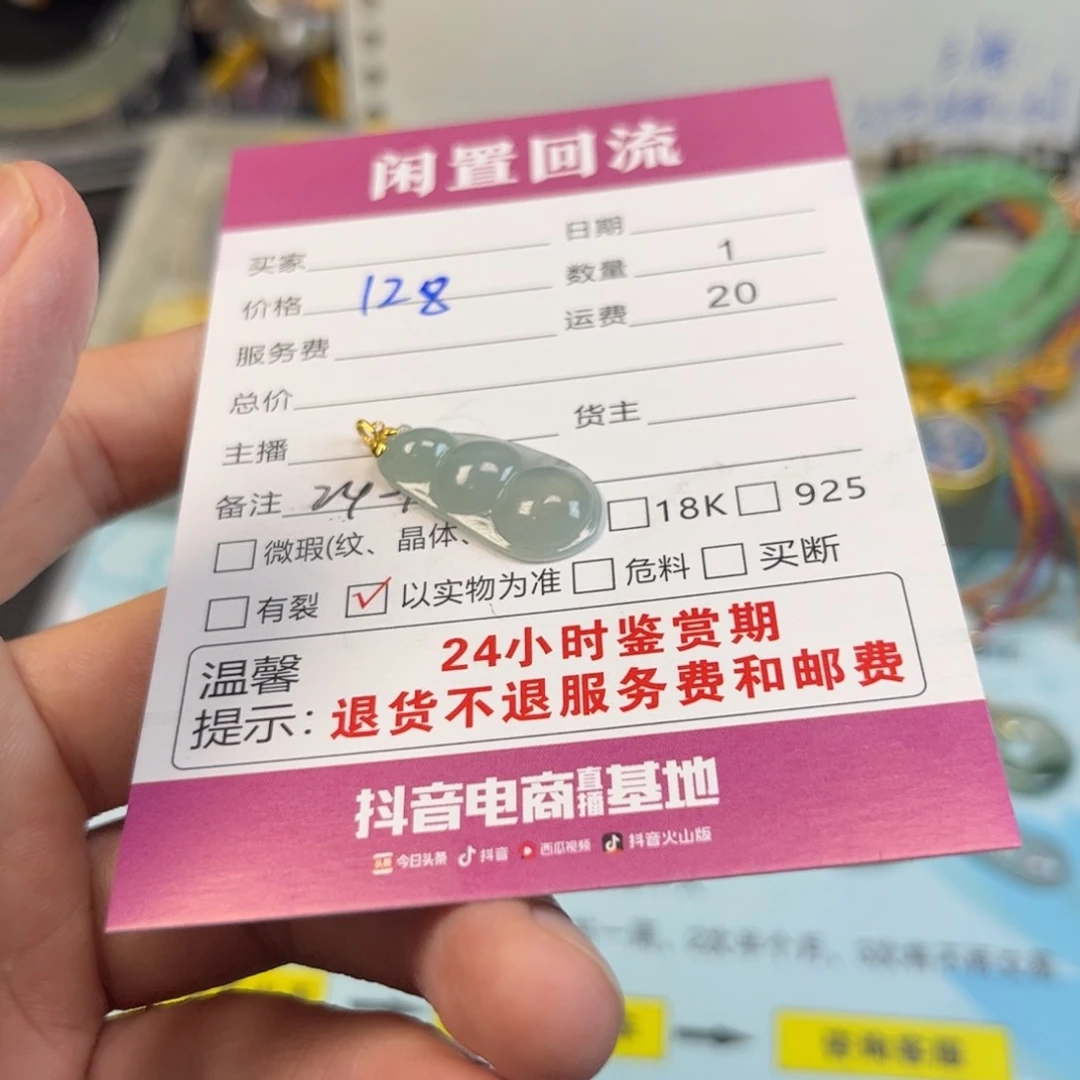 闲置回流
买家 日期
价格 128 数量 1
服务费 运费 20
总价
主播 货主
备注 24-
微瑕(纹、晶体、 18K 925
有裂 以实物为准 危料 买断
温馨提示: 24小时鉴赏期
退货不退服务费和邮费
抖音电商直播基地
头条 今日头条 抖音 西瓜视频 抖音火山版